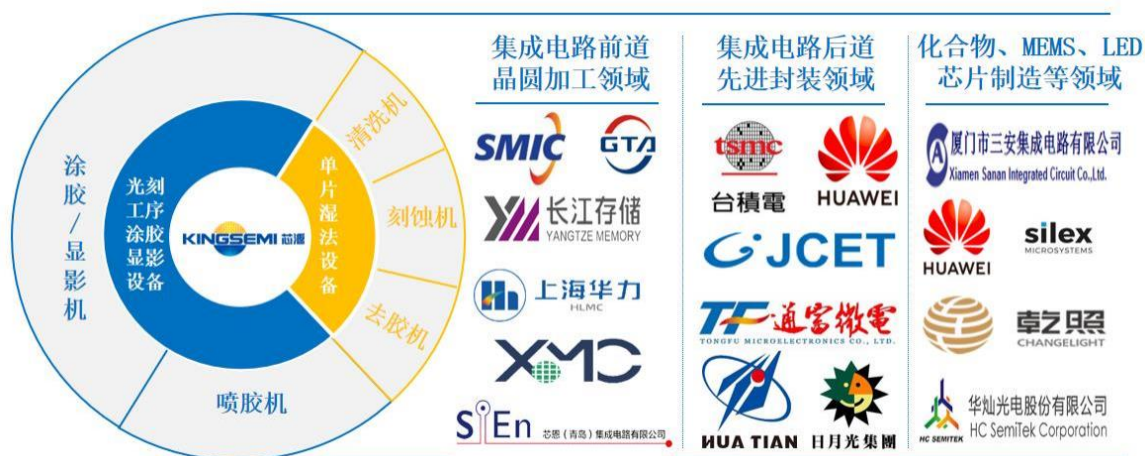 涂胶/显影机
喷胶机
清洗机
刻蚀机
去胶机
光刻
工序
涂胶
显影
设备
单片湿法设备
KINGSEMI 芯源
集成电路前道
晶圆加工领域
SMIC
GTA
长江存储
YANGTZE MEMORY
上海华力
HLMC
XMC
SiEn 芯恩（青岛）集成电路有限公司
集成电路后道
先进封装领域
tsmc
台積電
HUAWEI
JCET
TF 通富微電
TONGFU MICROELECTRONICS CO., LTD.
HUA TIAN
日月光集團
化合物、MEMS、LED
芯片制造等领域
厦门市三安集成电路有限公司
Xiamen Sanan Integrated Circuit Co.,Ltd.
HUAWEI
silex
MICROSYSTEMS
乾照
CHANGELIGHT
HC SEMITEK
华灿光电股份有限公司
HC SemiTek Corporation